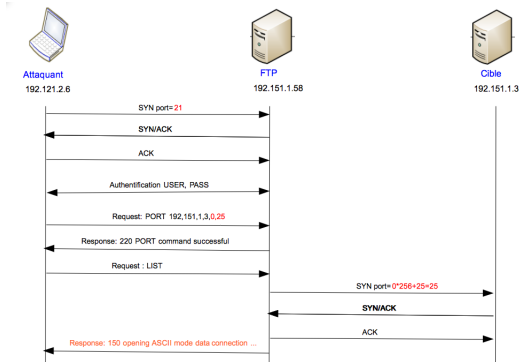 Attaquant
FTP
Cible
192.121.2.6
192.151.1.58
192.151.1.3
SYN port=21
SYN/ACK
ACK
Authentification USER, PASS
Request: PORT 192,151,1,3,0,25
Response: 220 PORT command successful
Request : LIST
SYN port=0*256+25=25
SYN/ACK
ACK
Response: 150 opening ASCII mode data connection ...